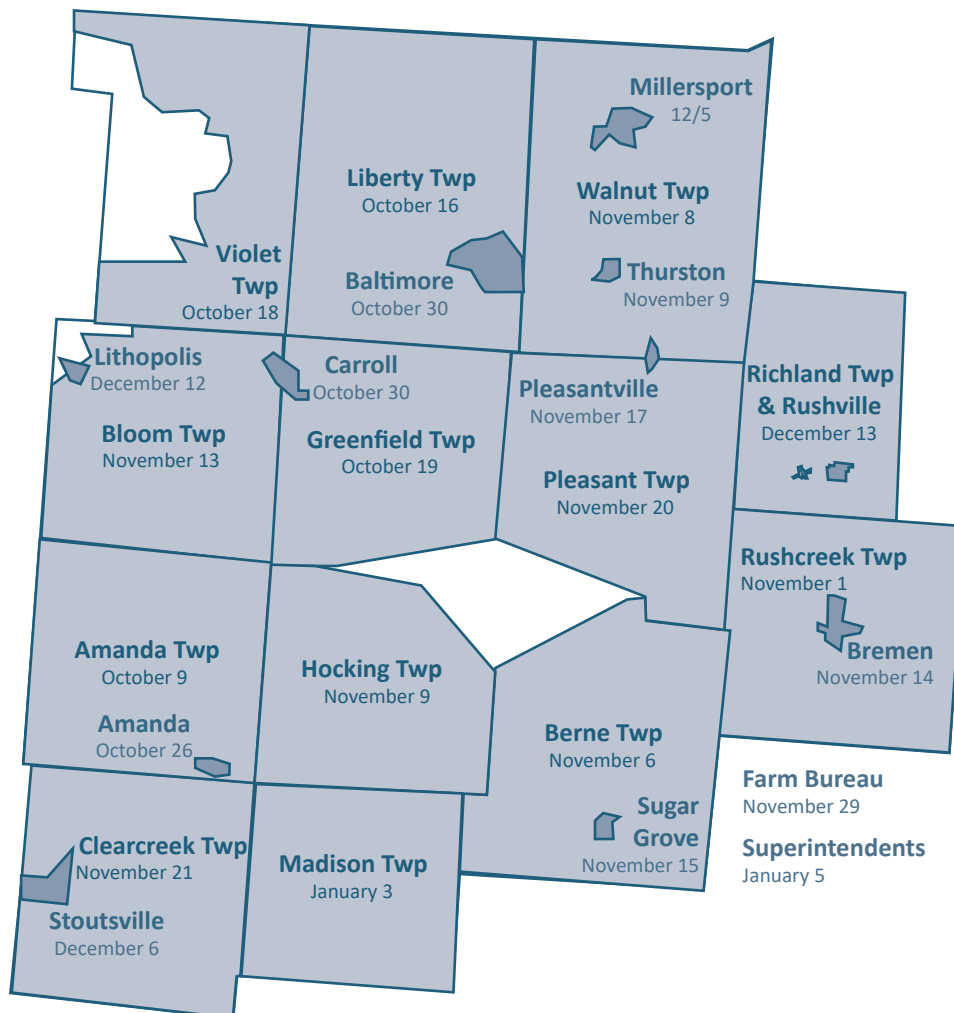 Millersport
12/5
Liberty Twp
October 16
Walnut Twp
November 8
Violet
Twp
October 18
Baltimore
October 30
Thurston
November 9
Lithopolis
December 12
Carroll
October 30
Pleasantville
November 17
Richland Twp
& Rushville
December 13
Bloom Twp
November 13
Greenfield Twp
October 19
Pleasant Twp
November 20
Rushcreek Twp
November 1
Bremen
November 14
Amanda Twp
October 9
Hocking Twp
November 9
Amanda
October 26
Berne Twp
November 6
Farm Bureau
November 29
Sugar
Grove
November 15
Superintendents
January 5
Clearcreek Twp
November 21
Madison Twp
January 3
Stoutsville
December 6